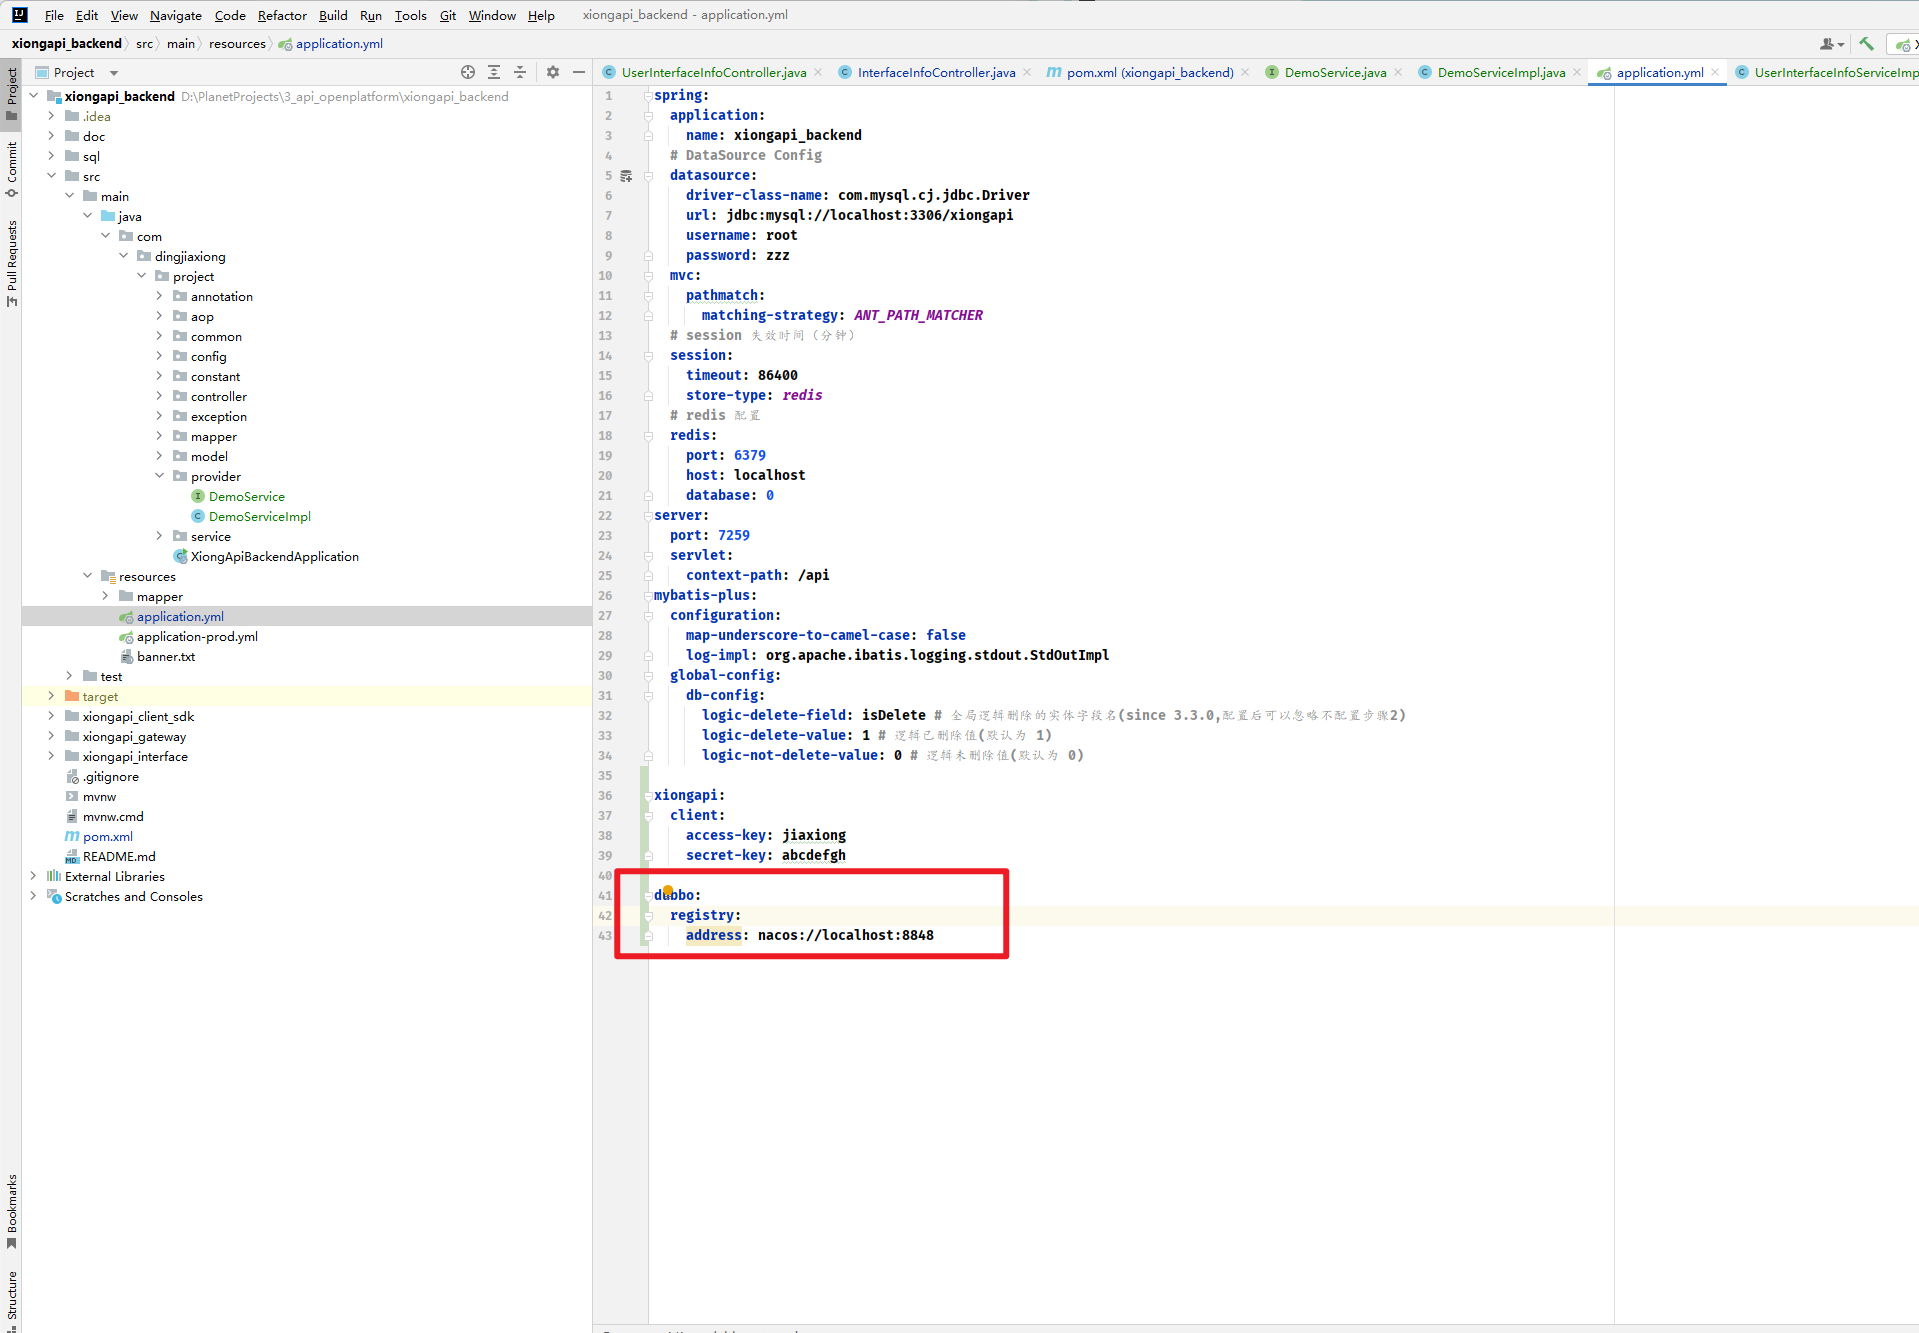 File Edit View Navigate Code Refactor Build Run Tools Git Window Help xiongapi_backend - application.yml
xiongapi_backend src main resources application.yml
Project
UserInterfaceInfoController.java InterfaceInfoController.java pom.xml (xiongapi_backend) DemoService.java DemoServiceImpl.java application.yml UserInterfaceInfoServiceImp
Project
Commit
Pull Requests
Bookmarks
Structure
xiongapi_backend D:\PlanetProjects\3_api_openplatform\xiongapi_backend
.idea
doc
sql
src
main
java
com
dingjiaxiong
project
annotation
aop
common
config
constant
controller
exception
mapper
model
provider
DemoService
DemoServiceImpl
service
XiongApiBackendApplication
resources
mapper
application.yml
application-prod.yml
banner.txt
test
target
xiongapi_client_sdk
xiongapi_gateway
xiongapi_interface
.gitignore
mvnw
mvnw.cmd
pom.xml
README.md
External Libraries
Scratches and Consoles
1 spring:
2 application:
3 name: xiongapi_backend
4 # DataSource Config
5 datasource:
6 driver-class-name: com.mysql.cj.jdbc.Driver
7 url: jdbc:mysql://localhost:3306/xiongapi
8 username: root
9 password: zzz
10 mvc:
11 pathmatch:
12 matching-strategy: ANT_PATH_MATCHER
13 # session 失效时间（分钟）
14 session:
15 timeout: 86400
16 store-type: redis
17 # redis 配置
18 redis:
19 port: 6379
20 host: localhost
21 database: 0
22 server:
23 port: 7259
24 servlet:
25 context-path: /api
26 mybatis-plus:
27 configuration:
28 map-underscore-to-camel-case: false
29 log-impl: org.apache.ibatis.logging.stdout.StdOutImpl
30 global-config:
31 db-config:
32 logic-delete-field: isDelete # 全局逻辑删除的实体字段名(since 3.3.0,配置后可以忽略不配置步骤2)
33 logic-delete-value: 1 # 逻辑已删除值(默认为 1)
34 logic-not-delete-value: 0 # 逻辑未删除值(默认为 0)
35
36 xiongapi:
37 client:
38 access-key: jiaxiong
39 secret-key: abcdefgh
40
41 dubbo:
42 registry:
43 address: nacos://localhost:8848